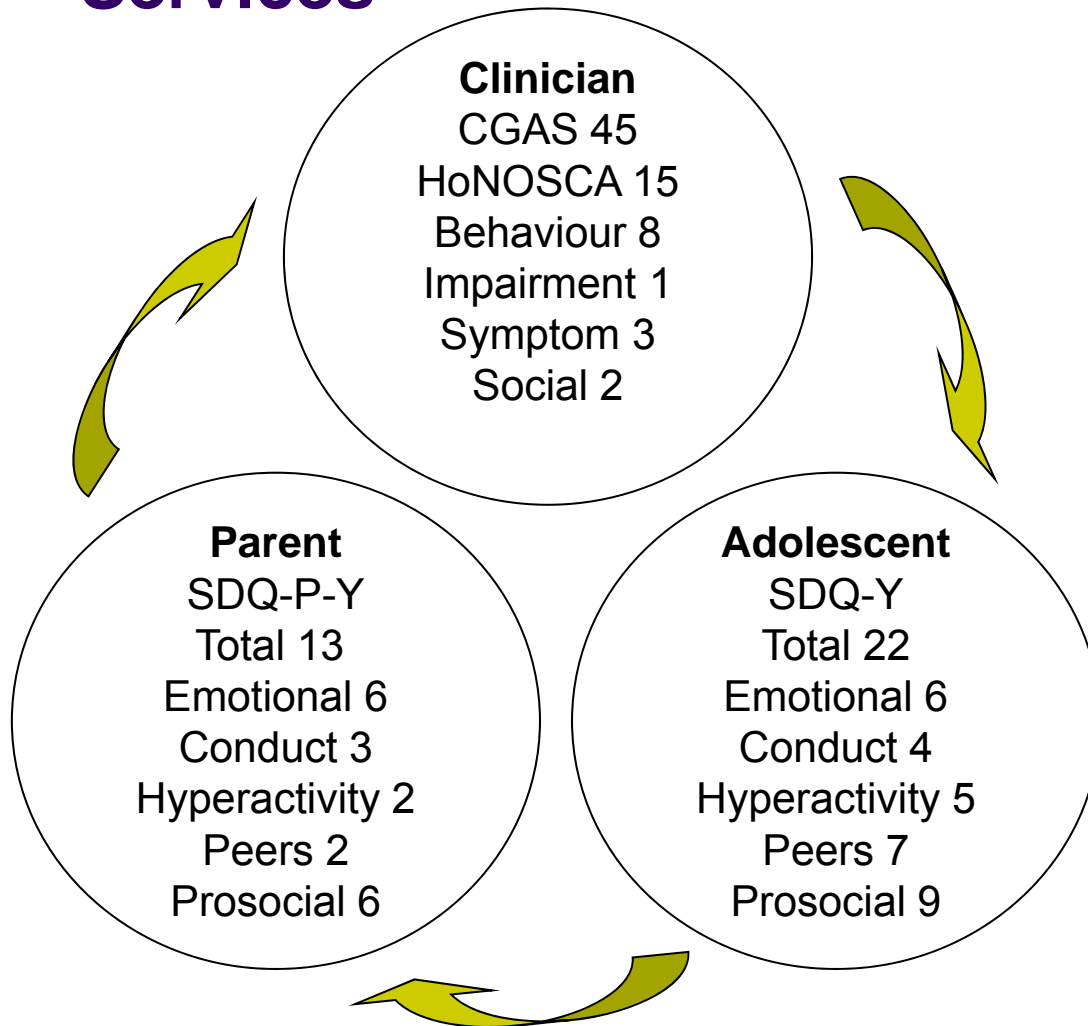 Services
Clinician
CGAS 45
HoNOSCA 15
Behaviour 8
Impairment 1
Symptom 3
Social 2
Parent
SDQ-P-Y
Total 13
Emotional 6
Conduct 3
Hyperactivity 2
Peers 2
Prosocial 6
Adolescent
SDQ-Y
Total 22
Emotional 6
Conduct 4
Hyperactivity 5
Peers 7
Prosocial 9